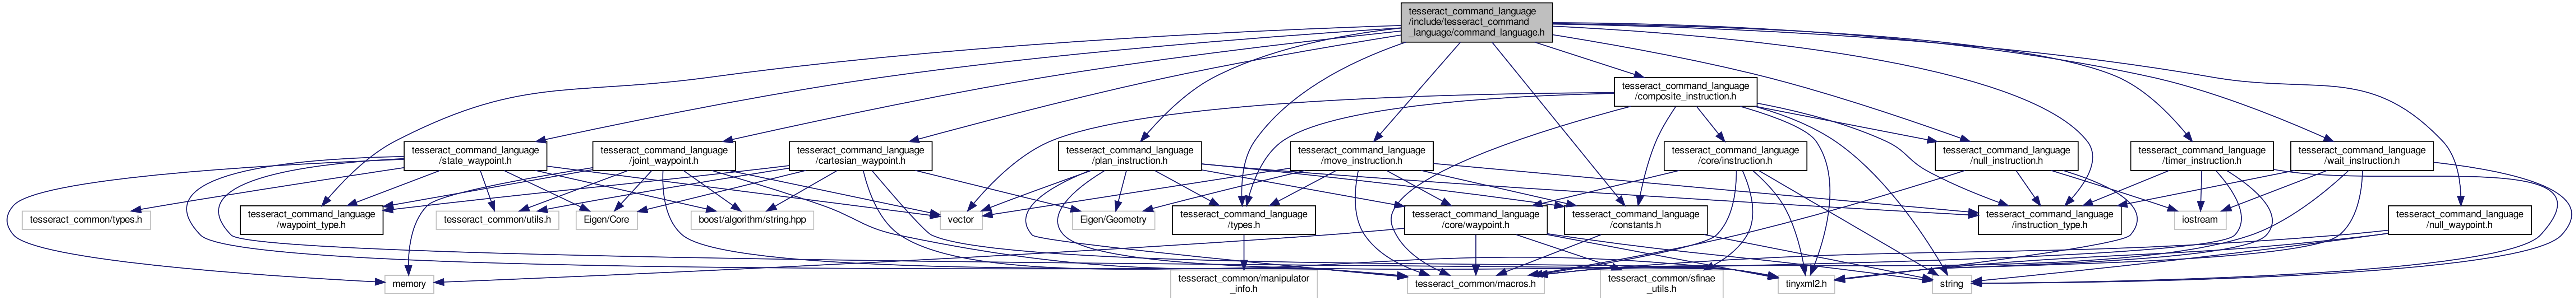 tesseract_command_language
/include/tesseract_command
_language/command_language.h
tesseract_command_language
/composite_instruction.h
tesseract_command_language
/state_waypoint.h
tesseract_command_language
/joint_waypoint.h
tesseract_command_language
/cartesian_waypoint.h
tesseract_command_language
/plan_instruction.h
tesseract_command_language
/move_instruction.h
tesseract_command_language
/core/instruction.h
tesseract_command_language
/null_instruction.h
tesseract_command_language
/timer_instruction.h
tesseract_command_language
/wait_instruction.h
tesseract_common/types.h
tesseract_command_language
/waypoint_type.h
tesseract_common/utils.h
Eigen/Core
boost/algorithm/string.hpp
vector
Eigen/Geometry
tesseract_command_language
/types.h
tesseract_command_language
/core/waypoint.h
tesseract_command_language
/constants.h
tesseract_command_language
/instruction_type.h
iostream
tesseract_command_language
/null_waypoint.h
memory
tesseract_common/manipulator
_info.h
tesseract_common/macros.h
tesseract_common/sfinae
_utils.h
tinyxml2.h
string